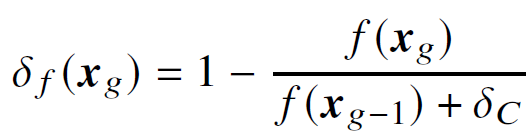 δ_f(x_g) = 1 − f(x_g) / (f(x_{g−1}) + δ_C)